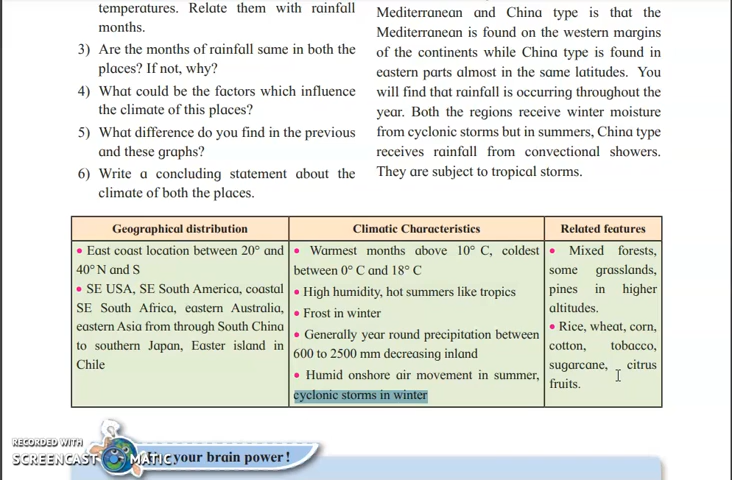 temperatures. Relate them with rainfall
months.
3) Are the months of rainfall same in both the
places? If not, why?
4) What could be the factors which influence
the climate of this places?
5) What difference do you find in the previous
and these graphs?
6) Write a concluding statement about the
climate of both the places.
Mediterranean and China type is that the
Mediterranean is found on the western margins
of the continents while China type is found in
eastern parts almost in the same latitudes. You
will find that rainfall is occurring throughout the
year. Both the regions receive winter moisture
from cyclonic storms but in summers, China type
receives rainfall from convectional showers.
They are subject to tropical storms.
Geographical distribution
• East coast location between 20° and
40° N and S
• SE USA, SE South America, coastal
SE South Africa, eastern Australia,
eastern Asia from through South China
to southern Japan, Easter island in
Chile
Climatic Characteristics
• Warmest months above 10° C, coldest
between 0° C and 18° C
• High humidity, hot summers like tropics
• Frost in winter
• Generally year round precipitation between
600 to 2500 mm decreasing inland
• Humid onshore air movement in summer,
cyclonic storms in winter
Related features
• Mixed forests,
some grasslands,
pines in higher
altitudes.
• Rice, wheat, corn,
cotton, tobacco,
sugarcane, citrus
fruits.
your brain power !
RECORDED WITH
SCREENCAST MATIC